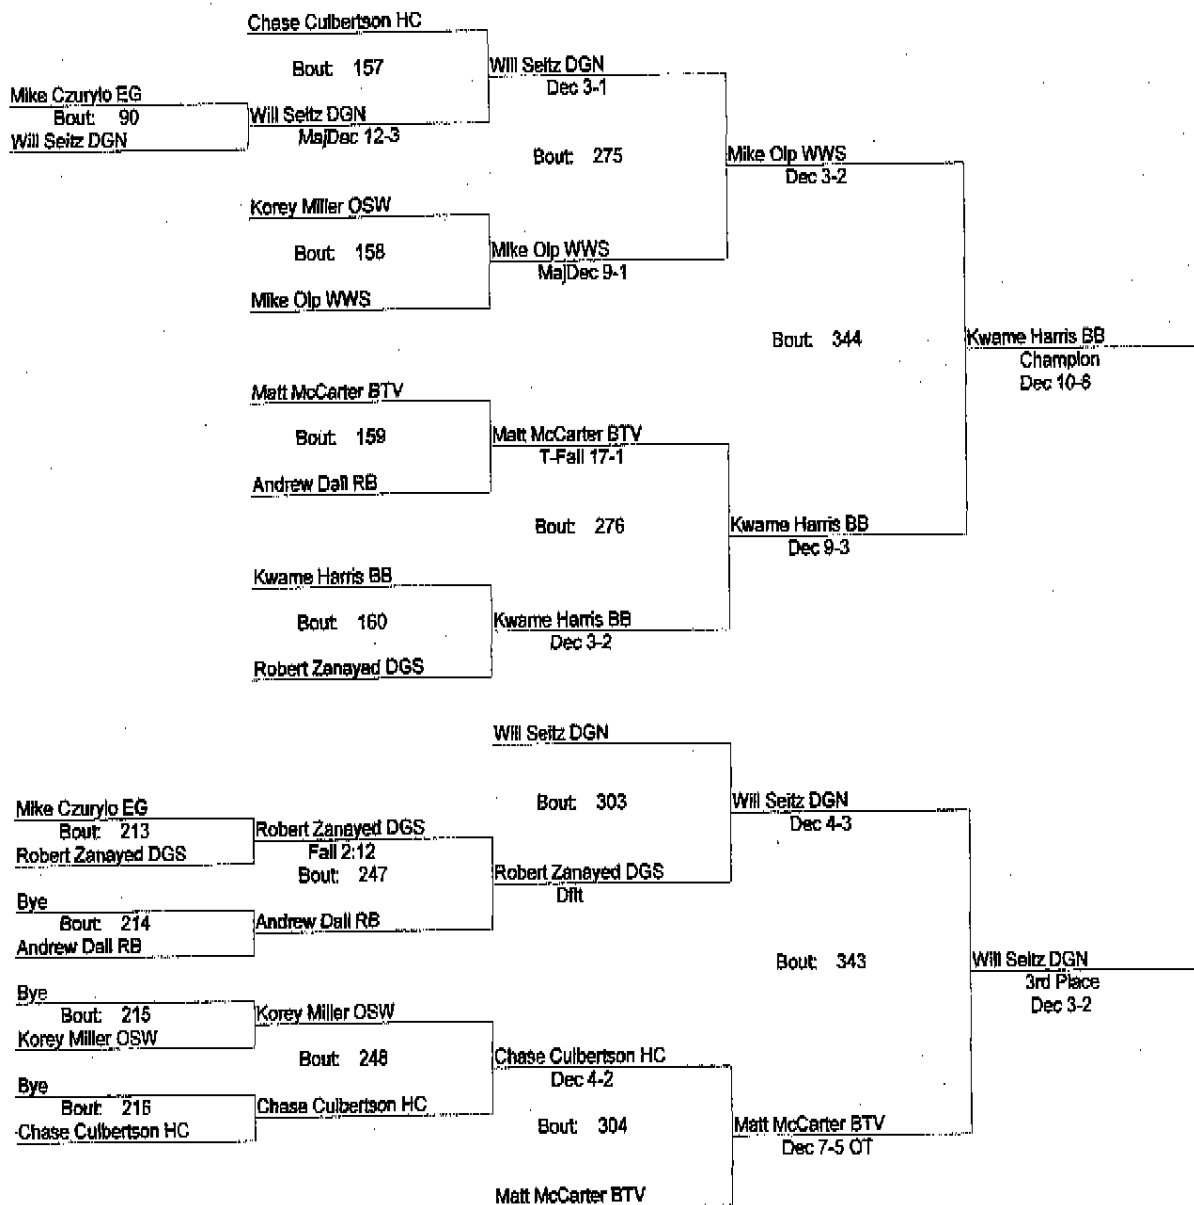 Chase Culbertson HC
Bout: 157
Will Seitz DGN
Dec 3-1
Mike Czurylo EG
Bout: 90
Will Seitz DGN
Will Seitz DGN
MajDec 12-3
Bout: 275
Mike Olp WWS
Dec 3-2
Korey Miller OSW
Bout: 158
Mike Olp WWS
MajDec 9-1
Mike Olp WWS
Bout: 344
Kwame Harris BB
Champion
Dec 10-8
Matt McCarter BTV
Bout: 159
Matt McCarter BTV
T-Fall 17-1
Andrew Dall RB
Bout: 276
Kwame Harris BB
Dec 9-3
Kwame Harris BB
Bout: 160
Kwame Harris BB
Dec 3-2
Robert Zanayed DGS
Will Seitz DGN
Bout: 303
Will Seitz DGN
Dec 4-3
Mike Czurylo EG
Bout: 213
Robert Zanayed DGS
Robert Zanayed DGS
Fall 2:12
Bout: 247
Robert Zanayed DGS
Dflt
Bye
Bout: 214
Andrew Dall RB
Andrew Dall RB
Bout: 343
Will Seitz DGN
3rd Place
Dec 3-2
Bye
Bout: 215
Korey Miller OSW
Korey Miller OSW
Bout: 248
Chase Culbertson HC
Dec 4-2
Bye
Bout: 216
Chase Culbertson HC
Chase Culbertson HC
Bout: 304
Matt McCarter BTV
Dec 7-5 OT
Matt McCarter BTV